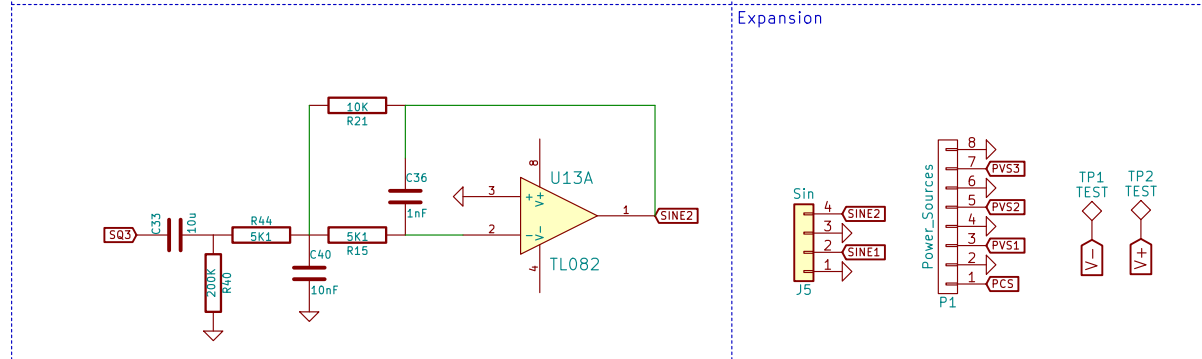 Expansion
10K
R21
C36
1nF
8
U13A
3
+
V+
1
SINE2
2
-
V-
4
TL082
SQ3
C33
10u
R44
5K1
5K1
R15
200K
R40
C40
10nF
Sin
4
SINE2
3
2
SINE1
1
J5
Power_Sources
8
7
PVS3
6
5
PVS2
4
3
PVS1
2
1
PCS
P1
TP1
TEST
V-
TP2
TEST
V+